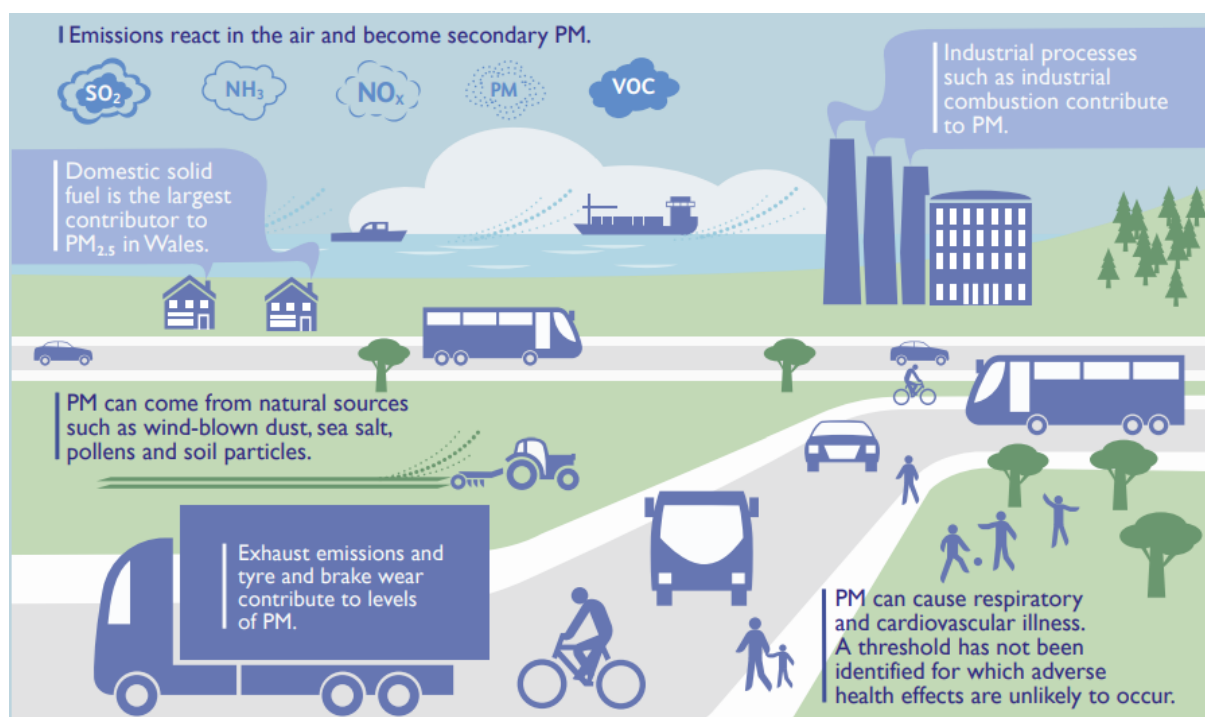 Emissions react in the air and become secondary PM.
SO₂
NH₃
NOₓ
PM
VOC
Industrial processes
such as industrial
combustion contribute
to PM.
Domestic solid
fuel is the largest
contributor to
PM₂.₅ in Wales.
PM can come from natural sources
such as wind-blown dust, sea salt,
pollens and soil particles.
Exhaust emissions and
tyre and brake wear
contribute to levels
of PM.
PM can cause respiratory
and cardiovascular illness.
A threshold has not been
identified for which adverse
health effects are unlikely to occur.